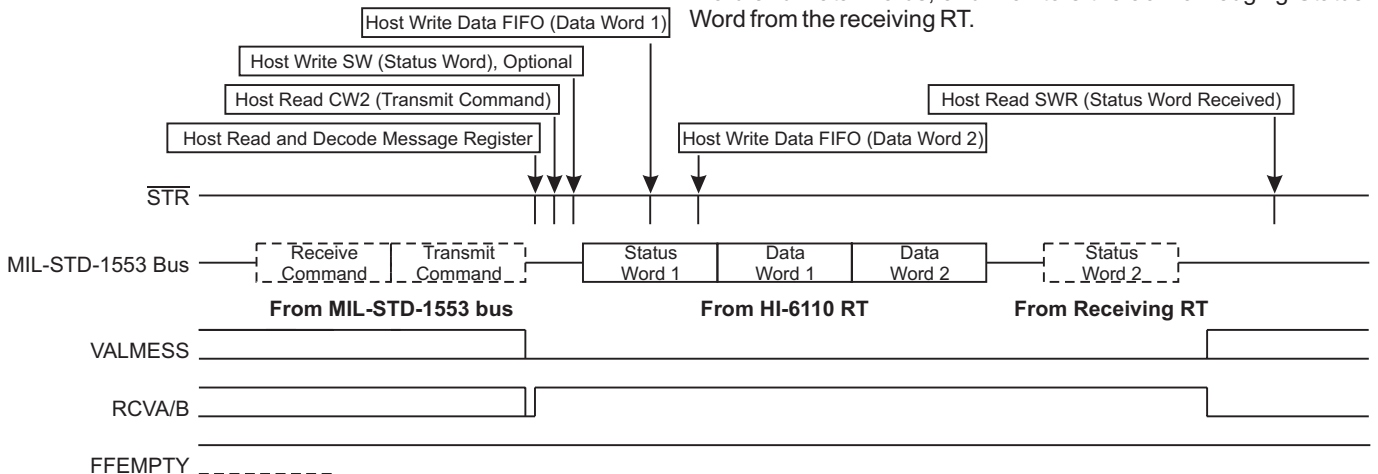 Word from the receiving RT.
Host Write Data FIFO (Data Word 1)
Host Write SW (Status Word), Optional
Host Read CW2 (Transmit Command)
Host Read SWR (Status Word Received)
Host Read and Decode Message Register
Host Write Data FIFO (Data Word 2)
STR
MIL-STD-1553 Bus
Receive
Command
Transmit
Command
Status
Word 1
Data
Word 1
Data
Word 2
Status
Word 2
From MIL-STD-1553 bus
From HI-6110 RT
From Receiving RT
VALMESS
RCVA/B
FFEMPTY